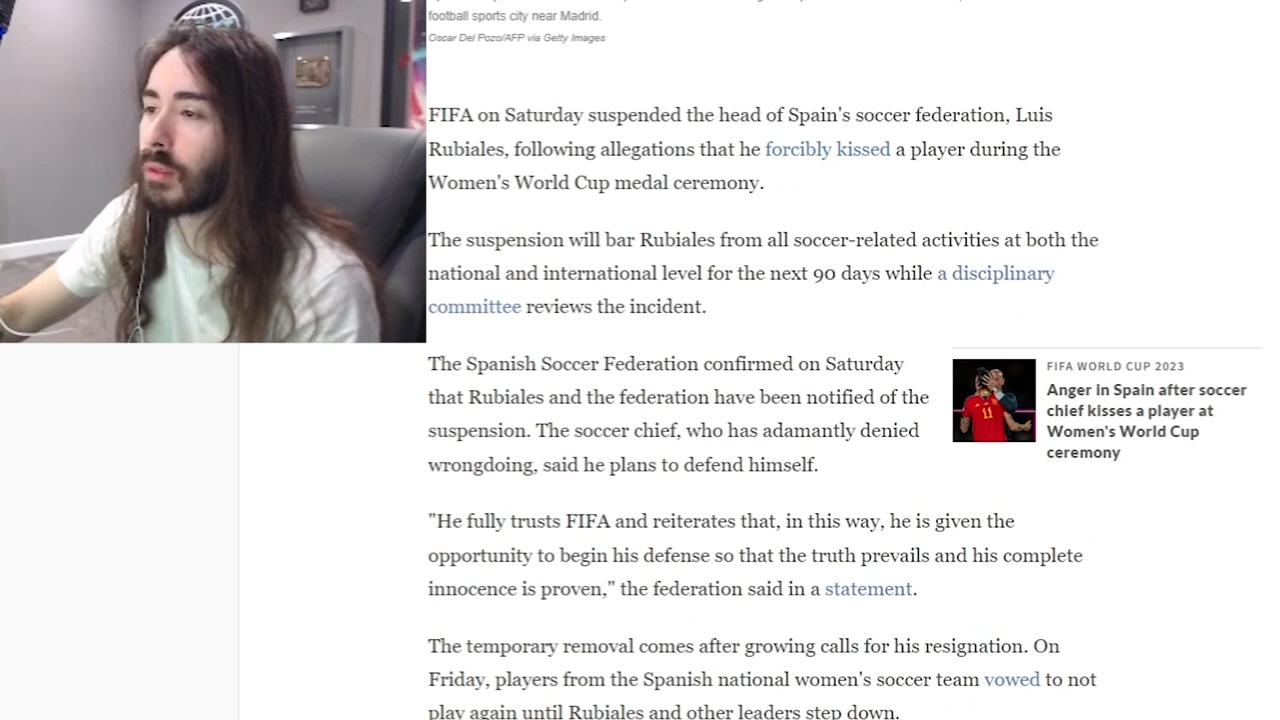 football sports city near Madrid.
Oscar Del Pozo/AFP via Getty Images
FIFA on Saturday suspended the head of Spain's soccer federation, Luis
Rubiales, following allegations that he forcibly kissed a player during the
Women's World Cup medal ceremony.
The suspension will bar Rubiales from all soccer-related activities at both the
national and international level for the next 90 days while a disciplinary
committee reviews the incident.
The Spanish Soccer Federation confirmed on Saturday
that Rubiales and the federation have been notified of the
suspension. The soccer chief, who has adamantly denied
wrongdoing, said he plans to defend himself.
FIFA WORLD CUP 2023
Anger in Spain after soccer
chief kisses a player at
Women's World Cup
ceremony
11
"He fully trusts FIFA and reiterates that, in this way, he is given the
opportunity to begin his defense so that the truth prevails and his complete
innocence is proven," the federation said in a statement.
The temporary removal comes after growing calls for his resignation. On
Friday, players from the Spanish national women's soccer team vowed to not
play again until Rubiales and other leaders step down.